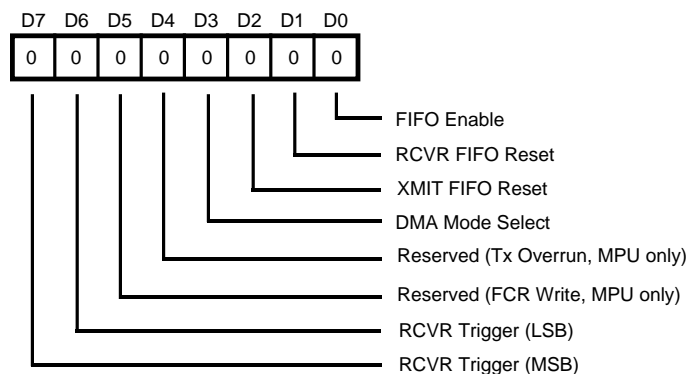 D7 D6 D5 D4 D3 D2 D1 D0
0 0 0 0 0 0 0 0
FIFO Enable
RCVR FIFO Reset
XMIT FIFO Reset
DMA Mode Select
Reserved (Tx Overrun, MPU only)
Reserved (FCR Write, MPU only)
RCVR Trigger (LSB)
RCVR Trigger (MSB)